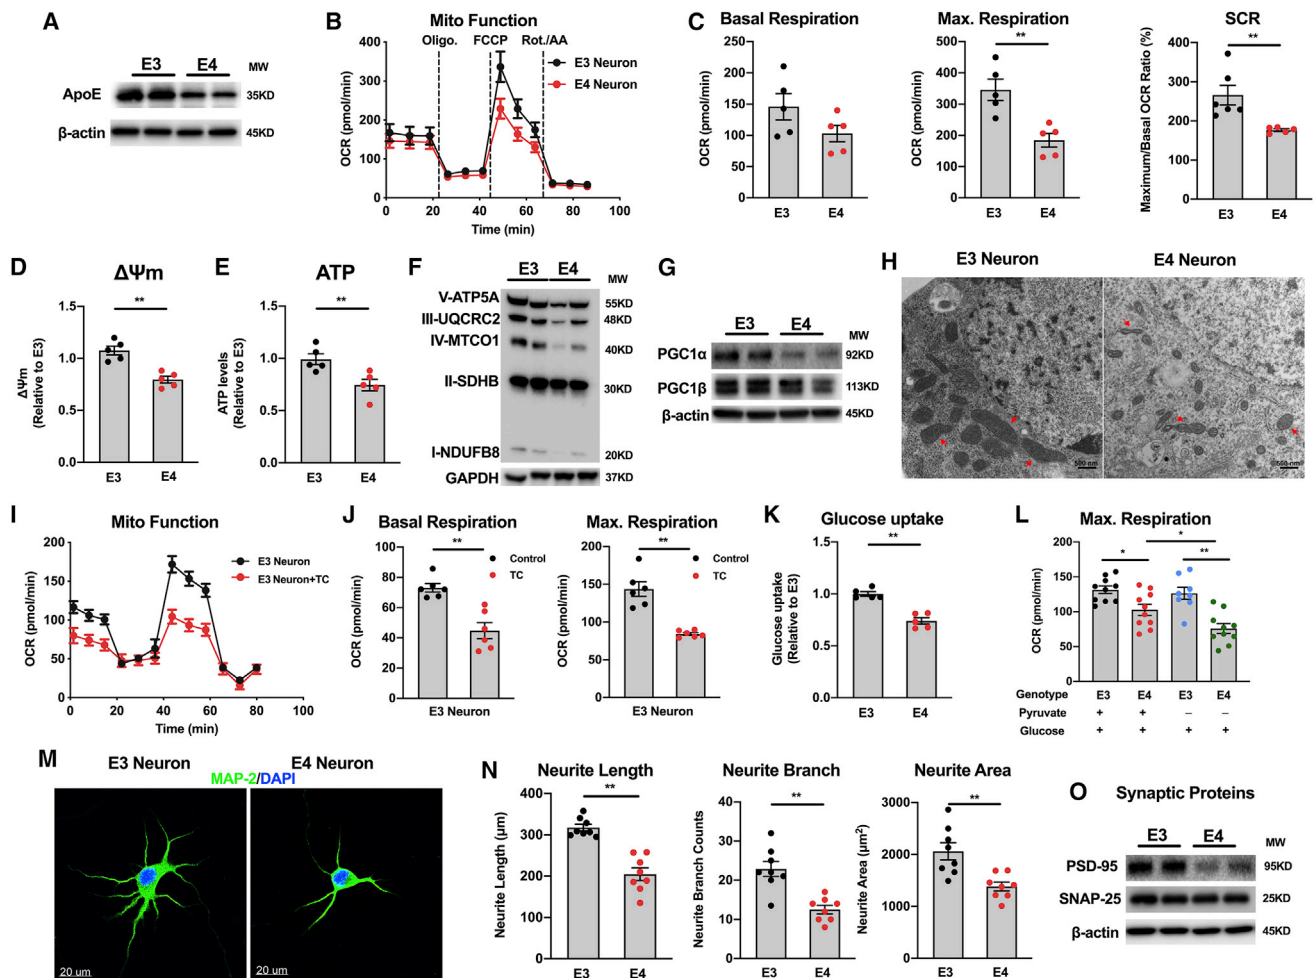 A
E3 E4 MW
ApoE 35KD
β-actin 45KD
B
Mito Function
Oligo. FCCP Rot./AA
E3 Neuron
E4 Neuron
OCR (pmol/min)
400
300
200
100
0
0 20 40 60 80 100
Time (min)
C
Basal Respiration
OCR (pmol/min)
250
200
150
100
50
0
E3 E4
Max. Respiration
**
OCR (pmol/min)
500
400
300
200
100
0
E3 E4
SCR
**
Maximum/Basal OCR Ratio (%)
400
300
200
100
0
E3 E4
D
ΔΨm
**
ΔΨm
(Relative to E3)
1.5
1.0
0.5
0.0
E3 E4
E
ATP
**
ATP levels
(Relative to E3)
1.5
1.0
0.5
0.0
E3 E4
F
E3 E4 MW
V-ATP5A 55KD
III-UQCRC2 48KD
IV-MTCO1 40KD
II-SDHB 30KD
I-NDUFB8 20KD
GAPDH 37KD
G
E3 E4 MW
PGC1α 92KD
PGC1β 113KD
β-actin 45KD
H
E3 Neuron E4 Neuron
500 nm 500 nm
I
Mito Function
E3 Neuron
E3 Neuron+TC
OCR (pmol/min)
200
150
100
50
0
0 20 40 60 80 100
Time (min)
J
Basal Respiration
**
Control
TC
OCR (pmol/min)
100
80
60
40
20
0
E3 Neuron
Max. Respiration
**
Control
TC
OCR (pmol/min)
200
150
100
50
0
E3 Neuron
K
Glucose uptake
**
Glucose uptake
(Relative to E3)
1.5
1.0
0.5
0.0
E3 E4
L
Max. Respiration
*
* **
OCR (pmol/min)
200
150
100
50
0
Genotype E3 E4 E3 E4
Pyruvate + + − −
Glucose + + + +
M
E3 Neuron E4 Neuron
MAP-2/DAPI
20 um 20 um
N
Neurite Length
**
Neurite Length (μm)
400
300
200
100
0
E3 E4
Neurite Branch
**
Neurite Branch Counts
40
30
20
10
0
E3 E4
Neurite Area
**
Neurite Area (μm²)
3000
2000
1000
0
E3 E4
O
Synaptic Proteins
E3 E4 MW
PSD-95 95KD
SNAP-25 25KD
β-actin 45KD